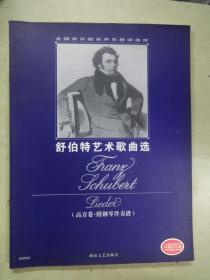 全国音乐院系声乐教学曲库
舒伯特艺术歌曲选
Franz
Schubert
Lieder
（高音卷·附钢琴伴奏谱）
湖南文艺出版社